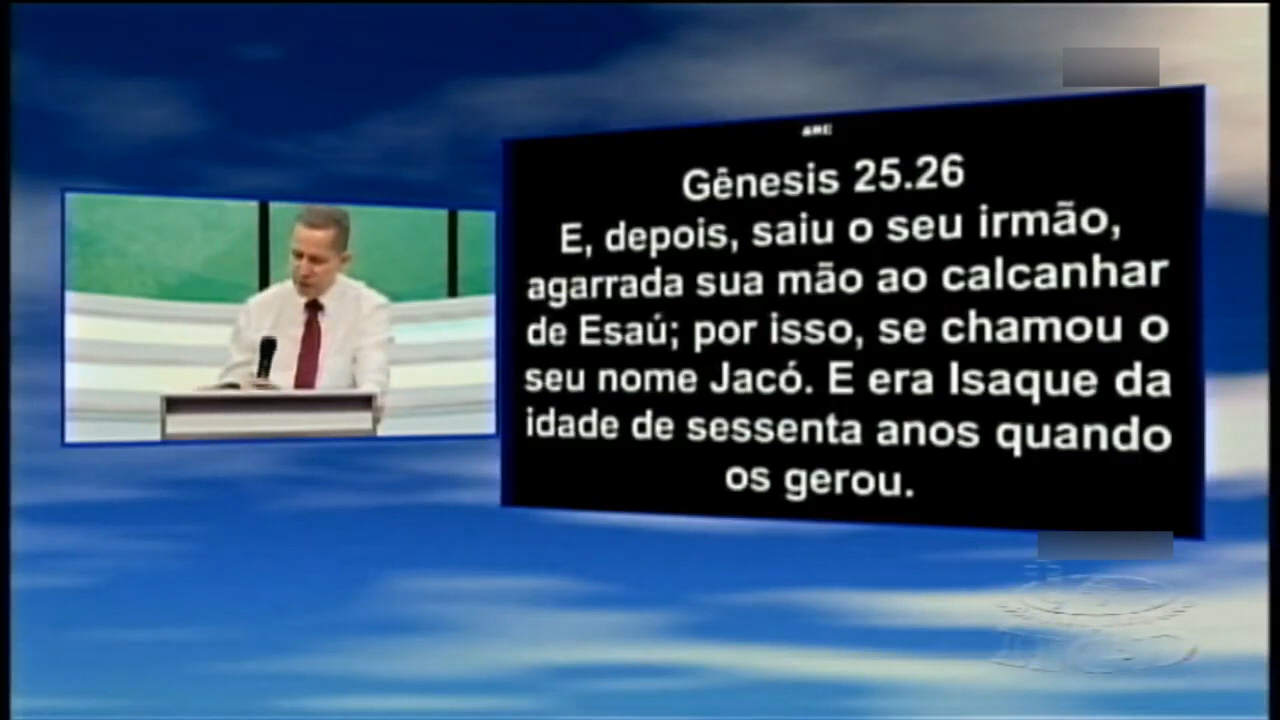 Gênesis 25.26
E, depois, saiu o seu irmão,
agarrada sua mão ao calcanhar
de Esaú; por isso, se chamou o
seu nome Jacó. E era Isaque da
idade de sessenta anos quando
os gerou.